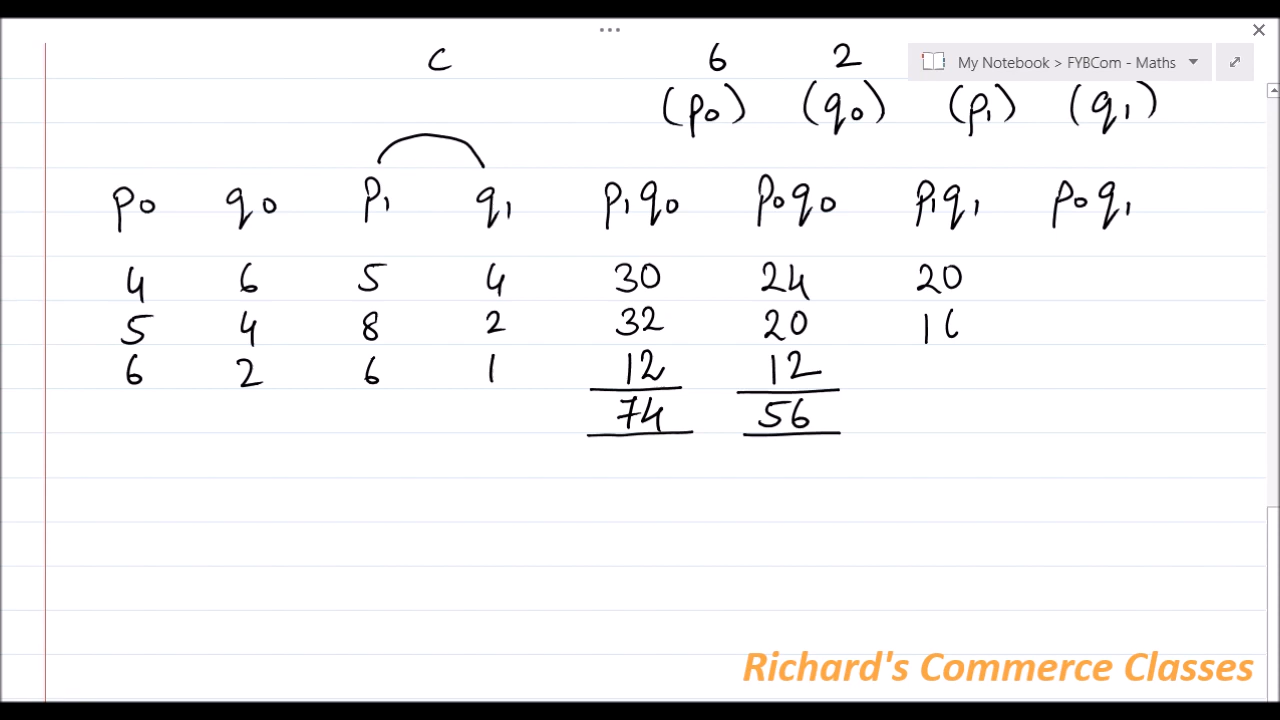 C 6 2
My Notebook > FYBCom - Maths
(p0) (q0) (p1) (q1)
p0 q0 p1 q1 p1q0 p0q0 p1q1 p0q1
4 6 5 4 30 24 20
5 4 8 2 32 20 16
6 2 6 1 12 12
74 56
Richard's Commerce Classes